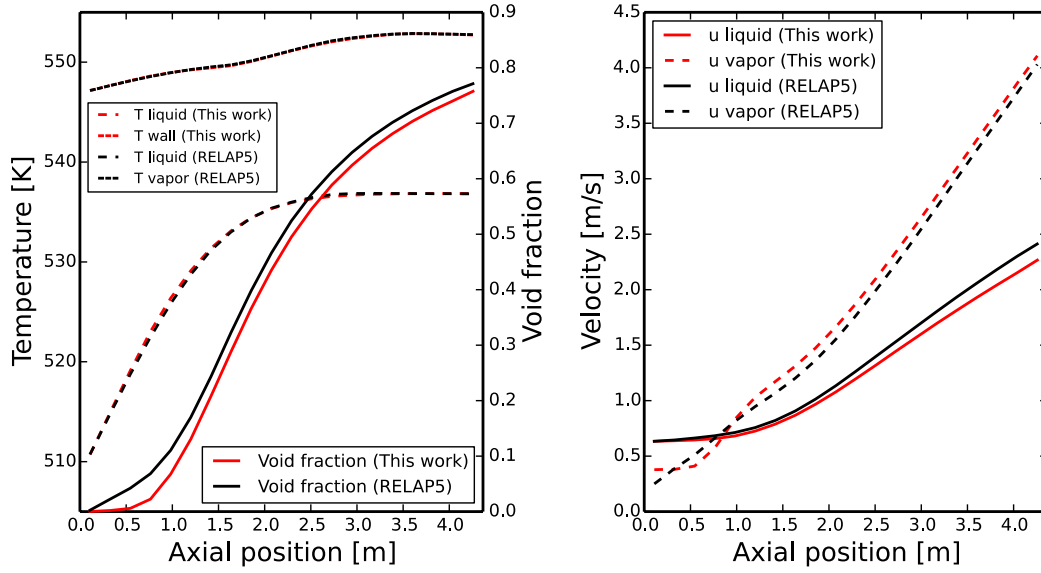 0.9
0.8
0.7
0.6
0.5
0.4
0.3
0.2
0.1
0.0
550
540
530
520
510
Temperature [K]
Void fraction
T liquid (This work)
T wall (This work)
T liquid (RELAP5)
T vapor (RELAP5)
Void fraction (This work)
Void fraction (RELAP5)
0.0 0.5 1.0 1.5 2.0 2.5 3.0 3.5 4.0
Axial position [m]
4.5
4.0
3.5
3.0
2.5
2.0
1.5
1.0
0.5
0.0
Velocity [m/s]
u liquid (This work)
u vapor (This work)
u liquid (RELAP5)
u vapor (RELAP5)
0.0 0.5 1.0 1.5 2.0 2.5 3.0 3.5 4.0
Axial position [m]